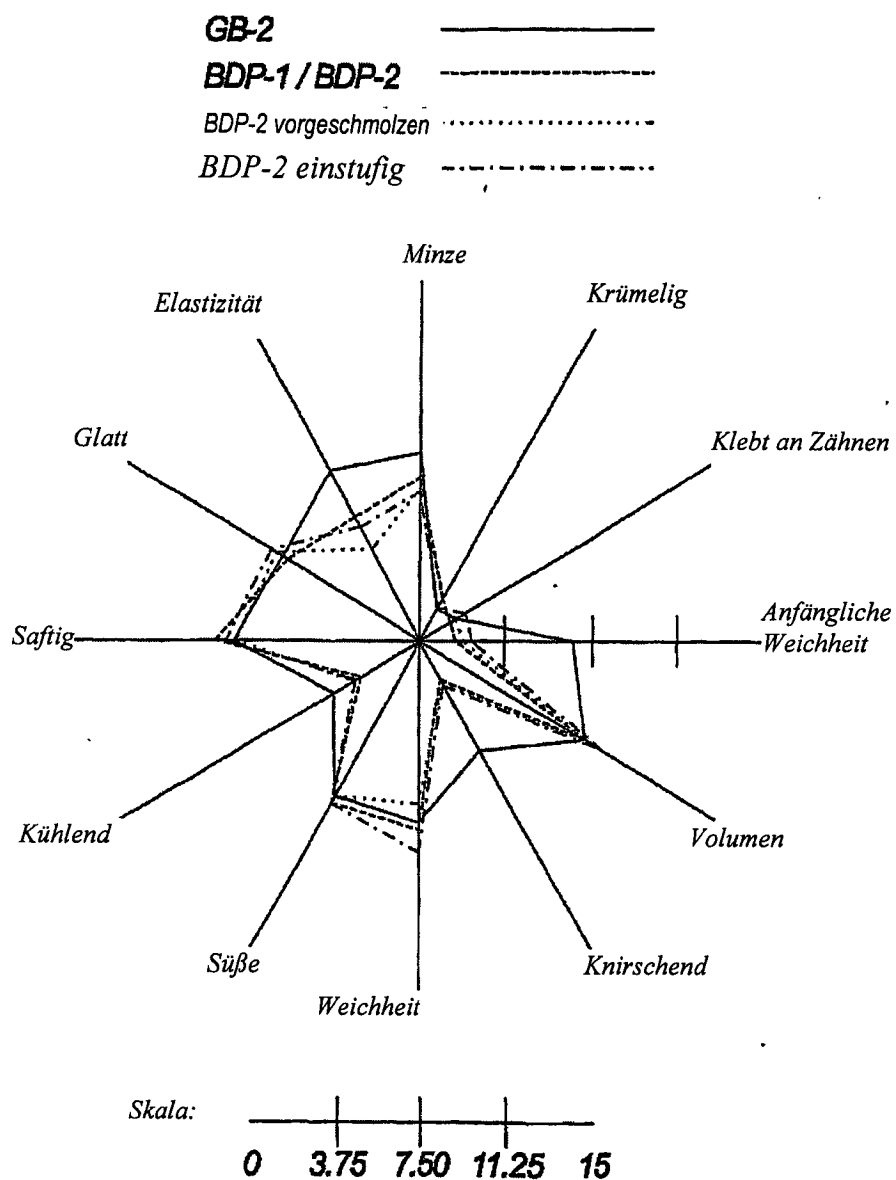 GB-2
BDP-1 / BDP-2
BDP-2 vorgeschmolzen
BDP-2 einstufig
Minze
Elastizität
Krümelig
Glatt
Klebt an Zähnen
Saftig
Anfängliche
Weichheit
Kühlend
Volumen
Süße
Knirschend
Weichheit
Skala:
0 3.75 7.50 11.25 15